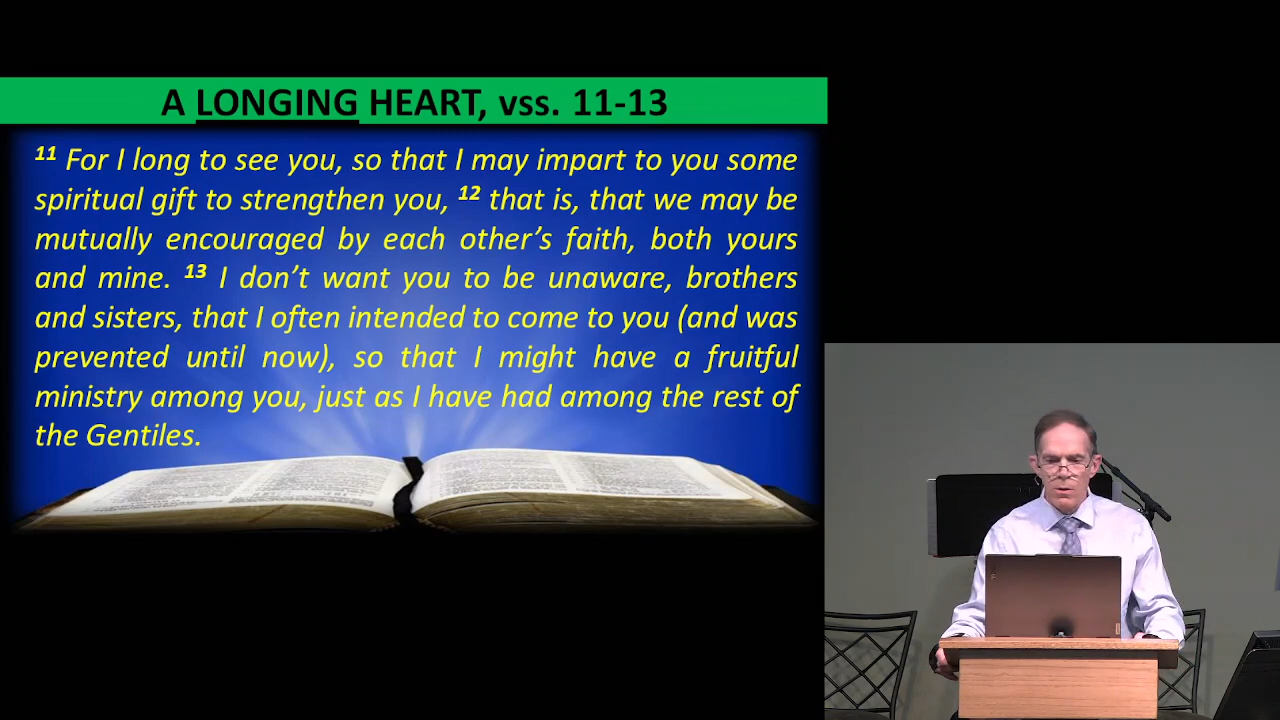 A LONGING HEART, vss. 11-13
11 For I long to see you, so that I may impart to you some
spiritual gift to strengthen you, 12 that is, that we may be
mutually encouraged by each other’s faith, both yours
and mine. 13 I don’t want you to be unaware, brothers
and sisters, that I often intended to come to you (and was
prevented until now), so that I might have a fruitful
ministry among you, just as I have had among the rest of
the Gentiles.